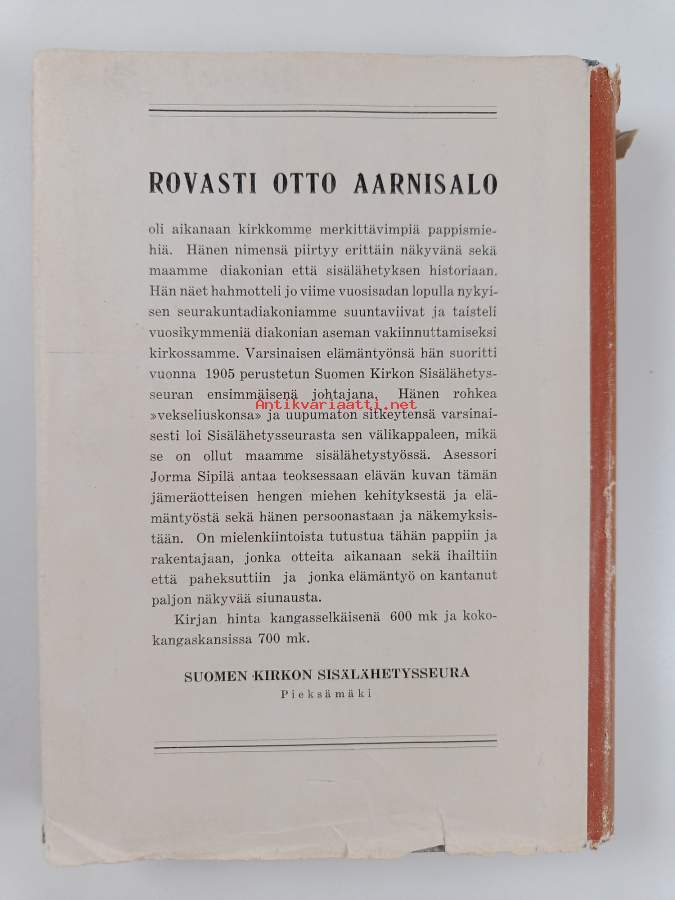 ROVASTI OTTO AARNISALO
oli aikanaan kirkkomme merkittävimpiä pappismie-
hiä. Hänen nimensä piirtyy erittäin näkyvänä sekä
maamme diakonian että sisälähetyksen historiaan.
Hän näet hahmotteli jo viime vuosisadan lopulla nykyi-
sen seurakuntadiakoniamme suuntaviivat ja taisteli
vuosikymmeniä diakonian aseman vakiinnuttamiseksi
kirkossamme. Varsinaisen elämäntyönsä hän suoritti
vuonna 1905 perustetun Suomen Kirkon Sisälähetys-
seuran ensimmäisenä johtajana. Hänen rohkea
Antikvariaatti.net
»vekseliuskonsa» ja uupumaton sitkeytensä varsinai-
sesti loi Sisälähetysseurasta sen välikappaleen, mikä
se on ollut maamme sisälähetystyössä. Asessori
Jorma Sipilä antaa teoksessaan elävän kuvan tämän
jämeräotteisen hengen miehen kehityksestä ja elä-
mäntyöstä sekä hänen persoonastaan ja näkemyksis-
tään. On mielenkiintoista tutustua tähän pappiin ja
rakentajaan, jonka otteita aikanaan sekä ihailtiin
että paheksuttiin ja jonka elämäntyö on kantanut
paljon näkyvää siunausta.
Kirjan hinta kangasselkäisenä 600 mk ja koko-
kangaskansissa 700 mk.
SUOMEN KIRKON SISÄLÄHETYSSEURA
Pieksämäki